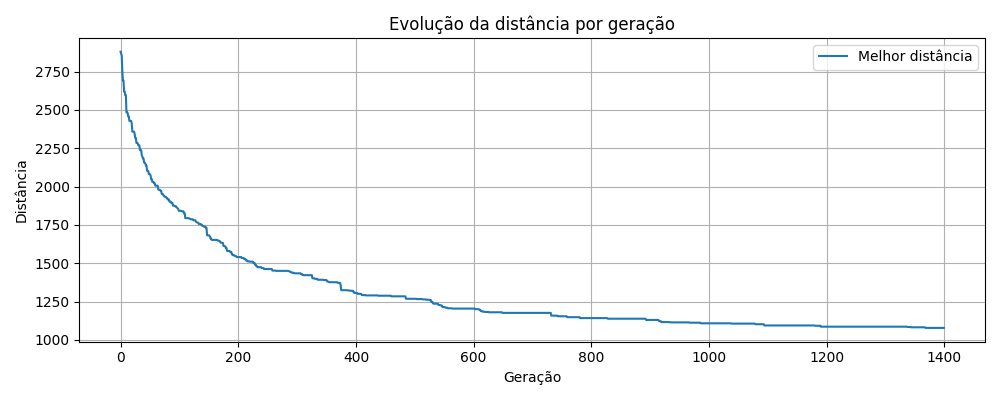 Evolução da distância por geração
Melhor distância
Distância
2750
2500
2250
2000
1750
1500
1250
1000
0 200 400 600 800 1000 1200 1400
Geração